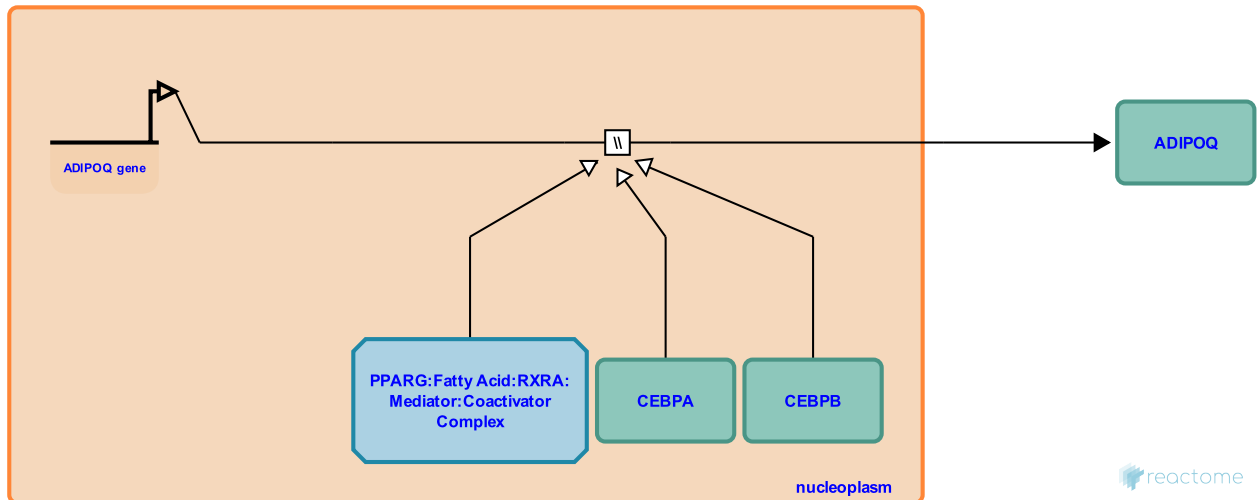 \\
ADIPOQ
ADIPOQ gene
PPARG:Fatty Acid:RXRA:
Mediator:Coactivator
Complex
CEBPA
CEBPB
nucleoplasm
reactome